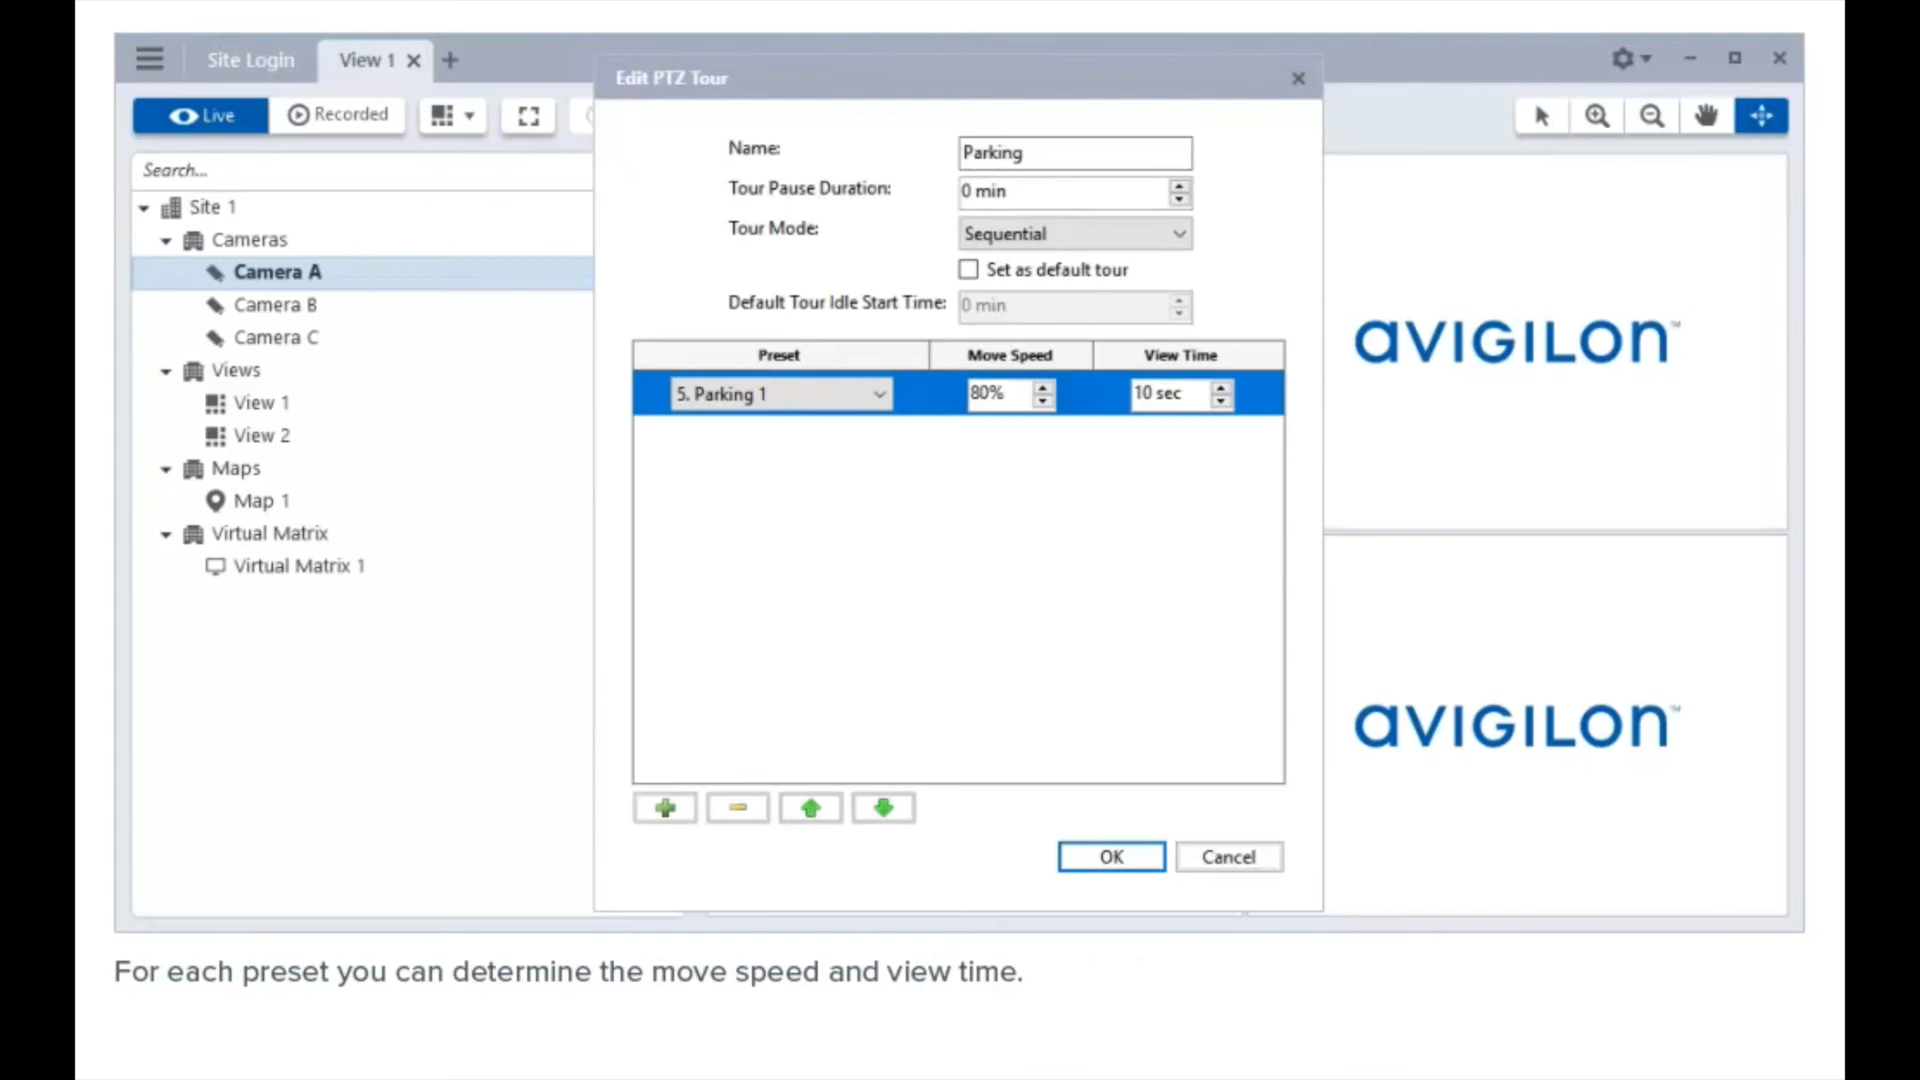 Site Login
View 1
Edit PTZ Tour
Live
Recorded
Search...
Site 1
Cameras
Camera A
Camera B
Camera C
Views
View 1
View 2
Maps
Map 1
Virtual Matrix
Virtual Matrix 1
Name:
Parking
Tour Pause Duration:
0 min
Tour Mode:
Sequential
Set as default tour
Default Tour Idle Start Time:
0 min
Preset
Move Speed
View Time
5. Parking 1
80%
10 sec
OK
Cancel
aVIGILOn™
aVIGILOn™
For each preset you can determine the move speed and view time.